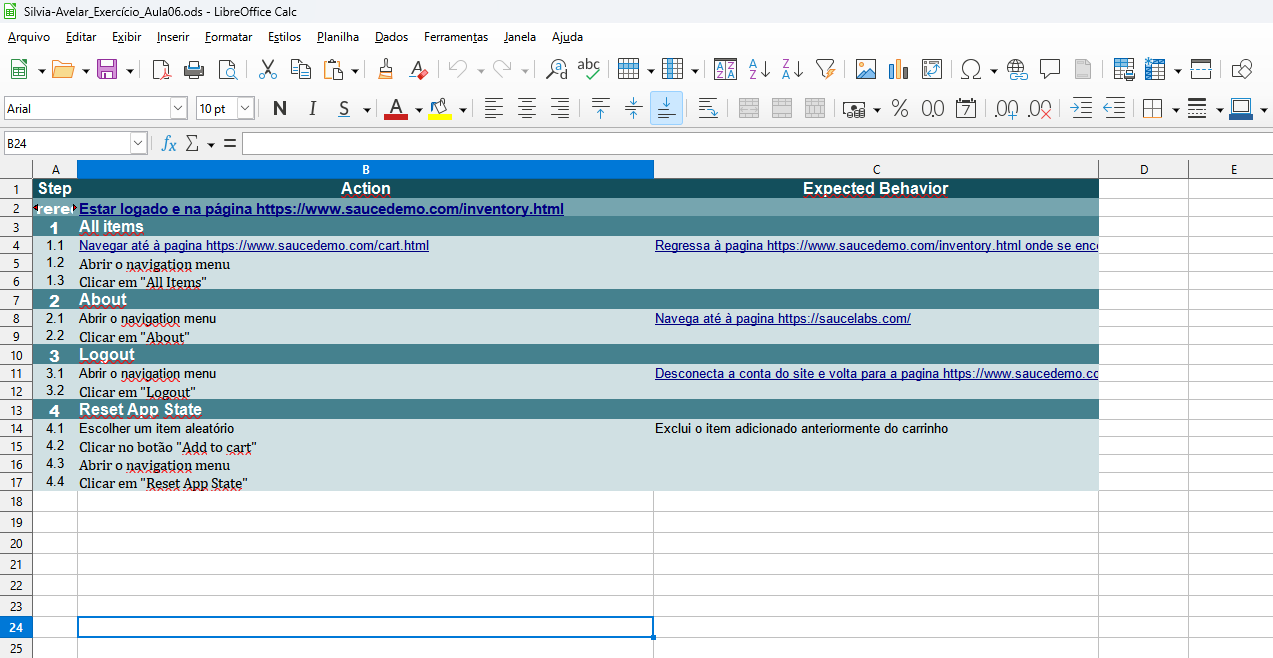 Silvia-Avelar_Exercício_Aula06.ods - LibreOffice Calc
Arquivo Editar Exibir Inserir Formatar Estilos Planilha Dados Ferramentas Janela Ajuda
Arial 10 pt N I S
B24
A B C D E
1 Step Action Expected Behavior
2 Estar logado e na página https://www.saucedemo.com/inventory.html
3 1 All items
4 1.1 Navegar até à pagina https://www.saucedemo.com/cart.html Regressa à pagina https://www.saucedemo.com/inventory.html onde se enc
5 1.2 Abrir o navigation menu
6 1.3 Clicar em "All Items"
7 2 About
8 2.1 Abrir o navigation menu Navega até à pagina https://saucelabs.com/
9 2.2 Clicar em "About"
10 3 Logout
11 3.1 Abrir o navigation menu Desconecta a conta do site e volta para a pagina https://www.saucedemo.cc
12 3.2 Clicar em "Logout"
13 4 Reset App State
14 4.1 Escolher um item aleatório Exclui o item adicionado anteriormente do carrinho
15 4.2 Clicar no botão "Add to cart"
16 4.3 Abrir o navigation menu
17 4.4 Clicar em "Reset App State"
18
19
20
21
22
23
24
25